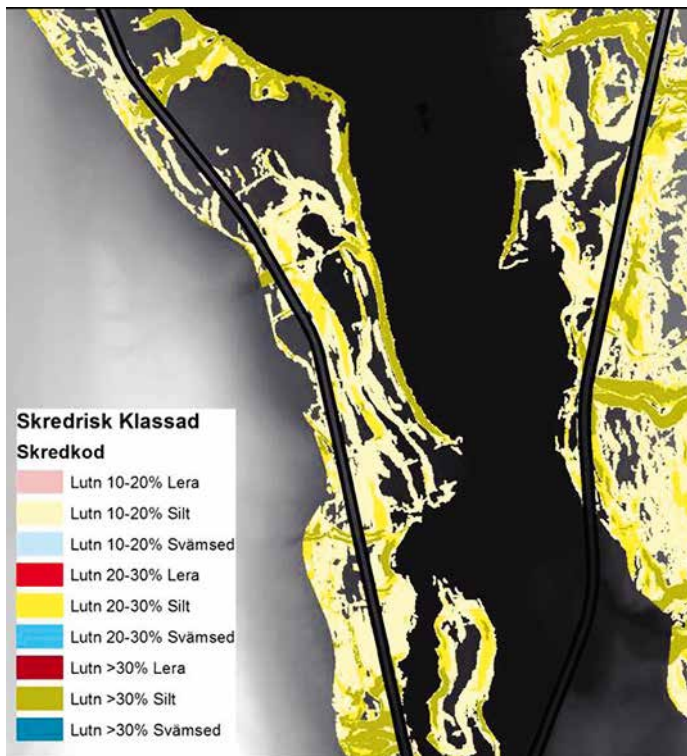 Skredrisk Klassad
Skredkod
Lutn 10-20% Lera
Lutn 10-20% Silt
Lutn 10-20% Svämsed
Lutn 20-30% Lera
Lutn 20-30% Silt
Lutn 20-30% Svämsed
Lutn >30% Lera
Lutn >30% Silt
Lutn >30% Svämsed